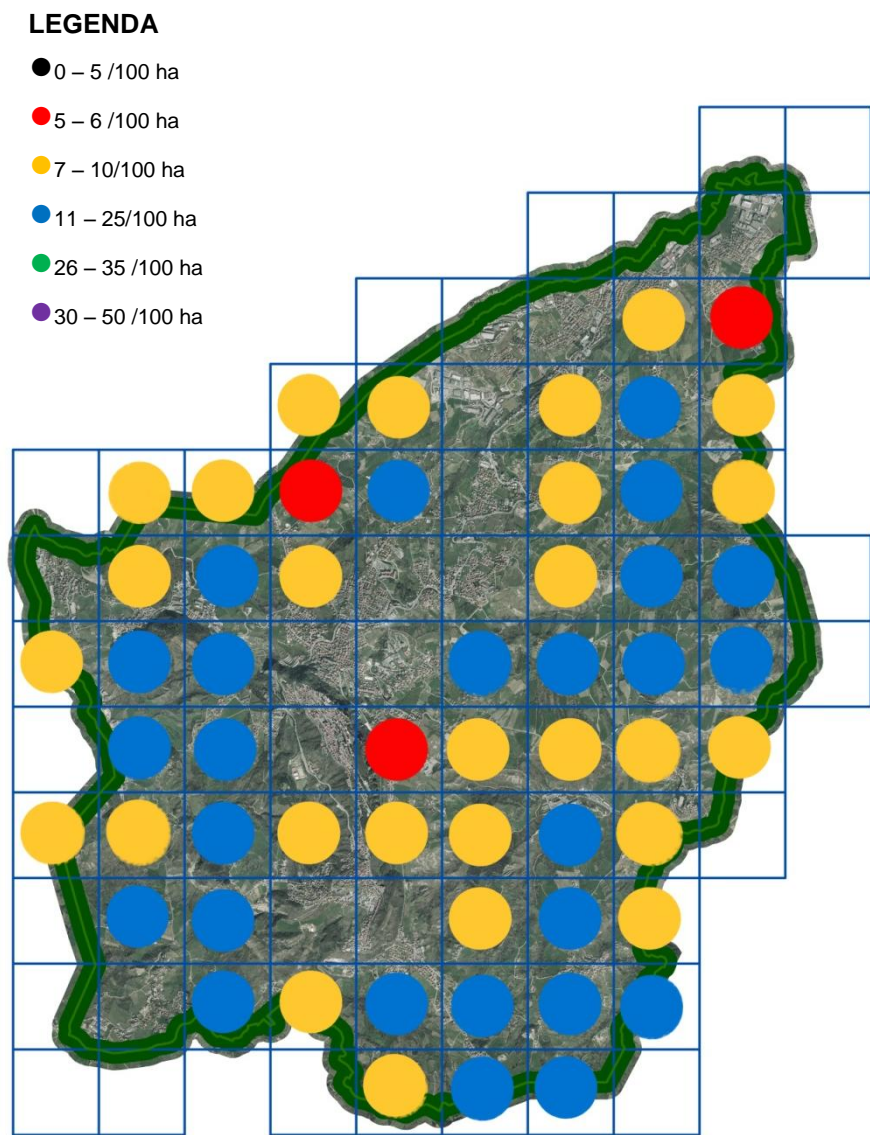 LEGENDA
0 – 5 /100 ha
5 – 6 /100 ha
7 – 10/100 ha
11 – 25/100 ha
26 – 35 /100 ha
30 – 50 /100 ha